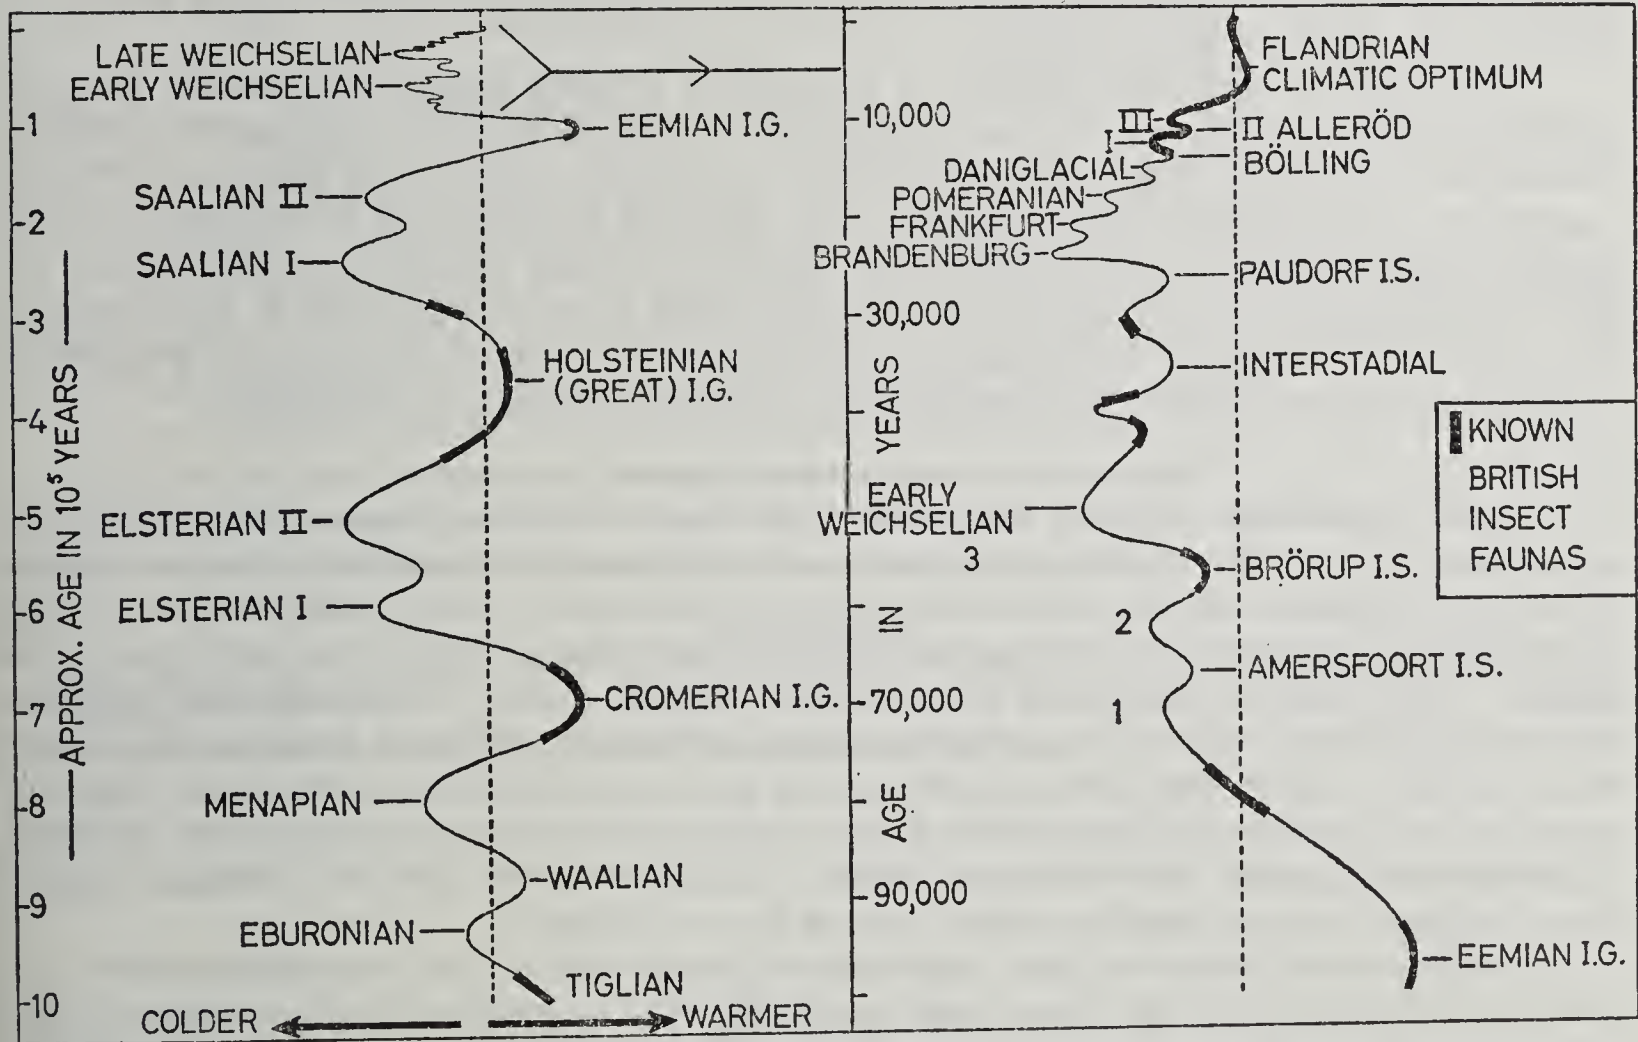 LATE WEICHSELIAN
EARLY WEICHSELIAN
1
EEMIAN I.G.
SAALIAN II
2
SAALIAN I
3
HOLSTEINIAN
(GREAT) I.G.
4
ELSTERIAN II
5
ELSTERIAN I
6
CROMERIAN I.G.
7
MENAPIAN
8
WAALIAN
9
EBURONIAN
TIGLIAN
10
COLDER
WARMER
APPROX. AGE IN 10⁵ YEARS
FLANDRIAN
CLIMATIC OPTIMUM
10,000
III
II ALLERÖD
I
BÖLLING
DANIGLACIAL
POMERANIAN
FRANKFURT
BRANDENBURG
PAUDORF I.S.
30,000
INTERSTADIAL
EARLY
WEICHSELIAN
3
BRÖRUP I.S.
2
AMERSFOORT I.S.
70,000
1
90,000
EEMIAN I.G.
AGE IN YEARS
KNOWN
BRITISH
INSECT
FAUNAS